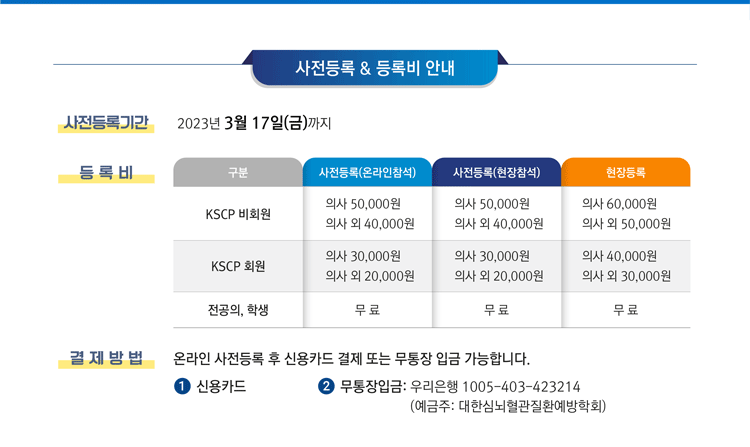 사전등록 & 등록비 안내
사전등록기간
2023년 3월 17일(금)까지
등 록 비
구분 사전등록(온라인참석) 사전등록(현장참석) 현장등록
KSCP 비회원
의사 50,000원 의사 50,000원 의사 60,000원
의사 외 40,000원 의사 외 40,000원 의사 외 50,000원
KSCP 회원
의사 30,000원 의사 30,000원 의사 40,000원
의사 외 20,000원 의사 외 20,000원 의사 외 30,000원
전공의, 학생 무 료 무 료 무 료
결 제 방 법
온라인 사전등록 후 신용카드 결제 또는 무통장 입금 가능합니다.
1 신용카드 2 무통장입금: 우리은행 1005-403-423214
(예금주: 대한심뇌혈관질환예방학회)